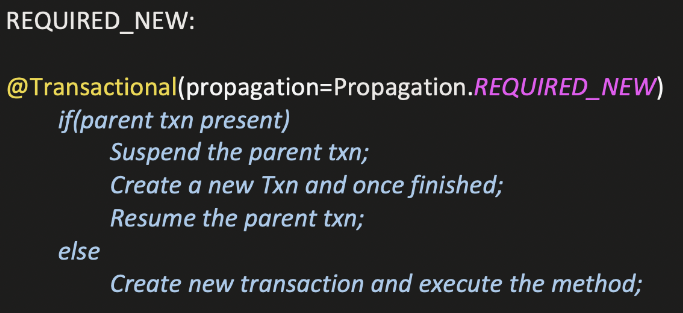 REQUIRED_NEW:
@Transactional(propagation=Propagation.REQUIRED_NEW)
if(parent txn present)
Suspend the parent txn;
Create a new Txn and once finished;
Resume the parent txn;
else
Create new transaction and execute the method;